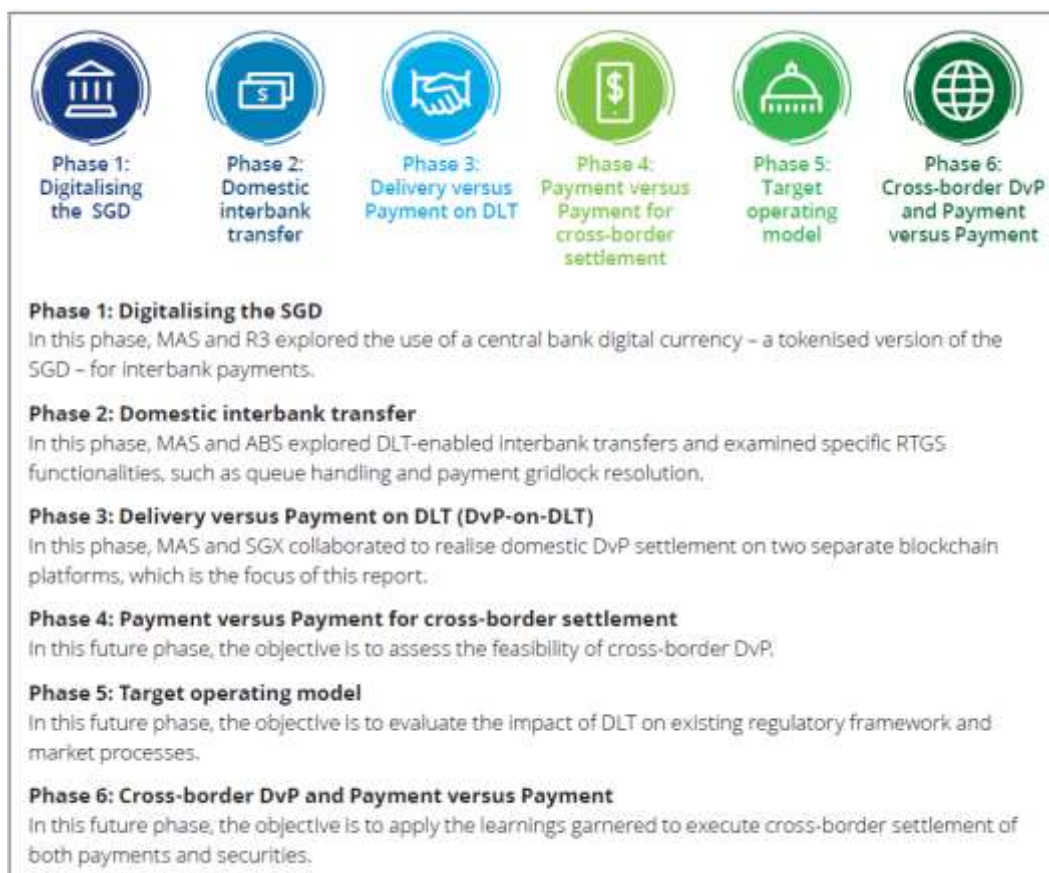 $
$
Phase 1:
Digitalising
the SGD
Phase 2:
Domestic
interbank
transfer
Phase 3:
Delivery versus
Payment on DLT
Phase 4:
Payment versus
Payment for
cross-border
settlement
Phase 5:
Target
operating
model
Phase 6:
Cross-border DvP
and Payment
versus Payment
Phase 1: Digitalising the SGD
In this phase, MAS and R3 explored the use of a central bank digital currency – a tokenised version of the
SGD – for interbank payments.
Phase 2: Domestic interbank transfer
In this phase, MAS and ABS explored DLT-enabled interbank transfers and examined specific RTGS
functionalities, such as queue handling and payment gridlock resolution.
Phase 3: Delivery versus Payment on DLT (DvP-on-DLT)
In this phase, MAS and SGX collaborated to realise domestic DvP settlement on two separate blockchain
platforms, which is the focus of this report.
Phase 4: Payment versus Payment for cross-border settlement
In this future phase, the objective is to assess the feasibility of cross-border DvP.
Phase 5: Target operating model
In this future phase, the objective is to evaluate the impact of DLT on existing regulatory framework and
market processes.
Phase 6: Cross-border DvP and Payment versus Payment
In this future phase, the objective is to apply the learnings garnered to execute cross-border settlement of
both payments and securities.